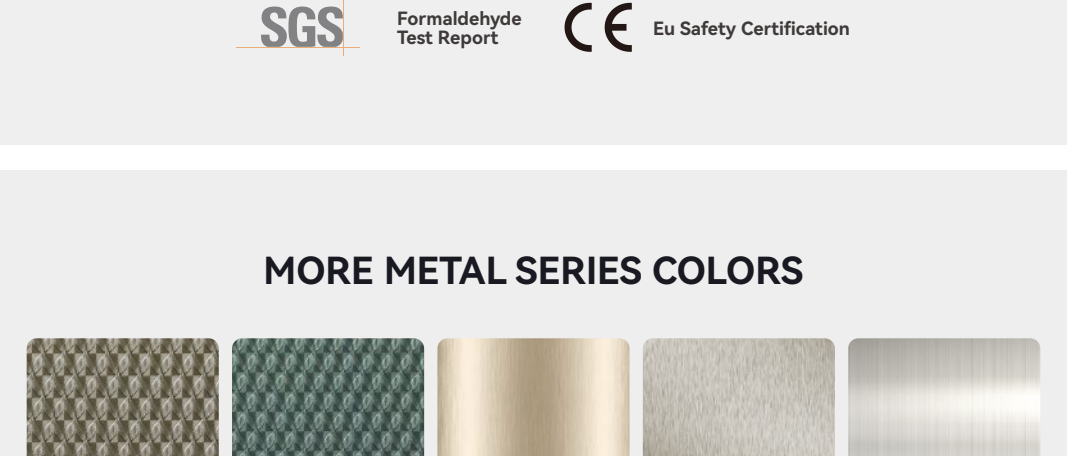 SGS
Formaldehyde
Test Report
CE
Eu Safety Certification
MORE METAL SERIES COLORS